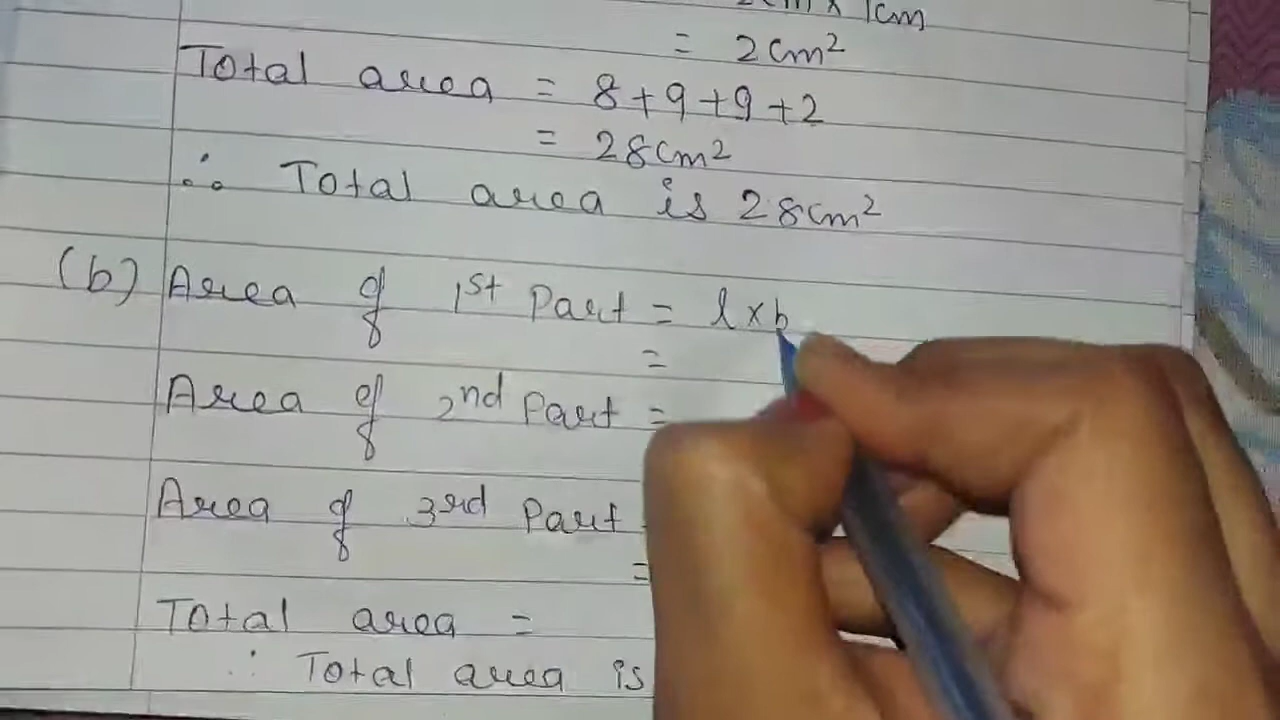 x 1cm
= 2cm²
Total area = 8+9+9+2
= 28cm²
∴ Total area is 28cm²
(b) Area of 1st Part = l×b
=
Area of 2nd Part =
Area of 3rd Part
=
Total area =
∴ Total area is